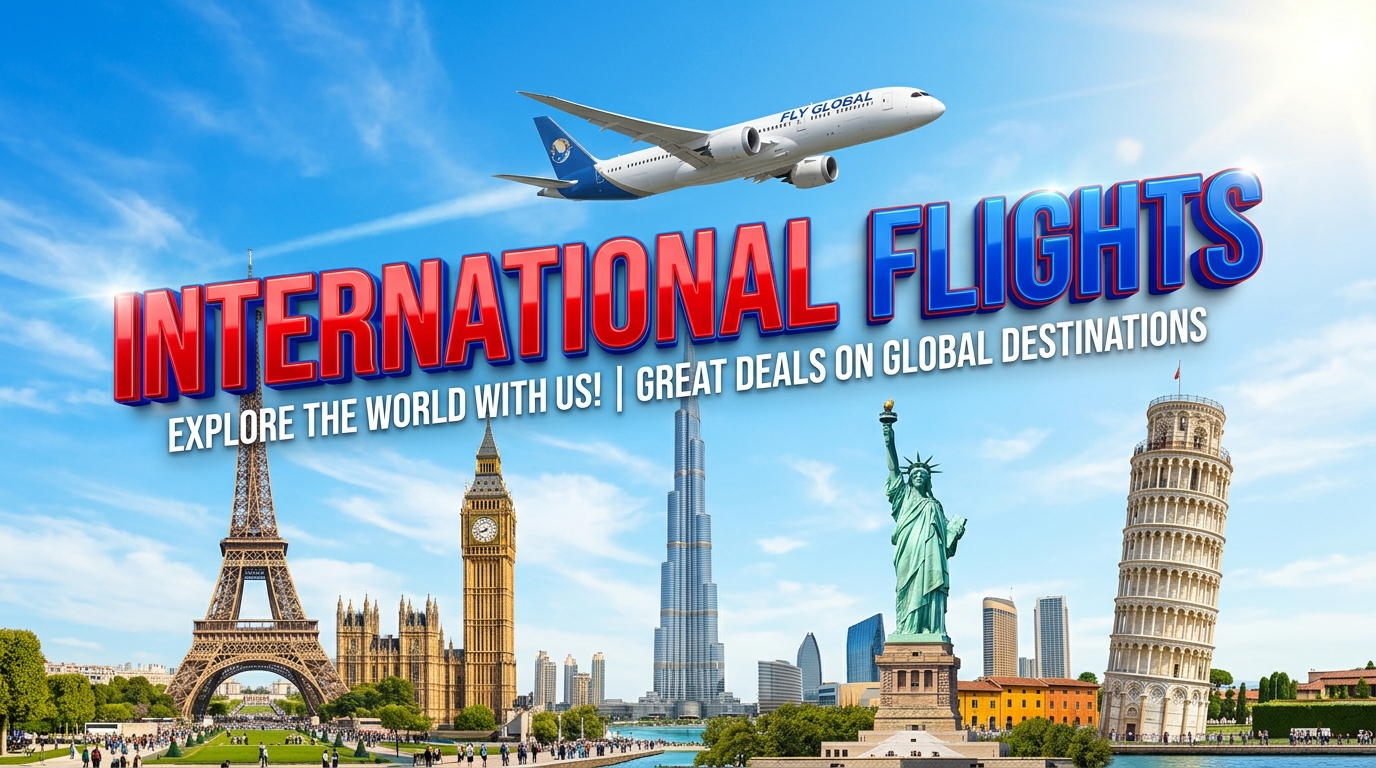 FLY GLOBAL
INTERNATIONAL FLIGHTS
EXPLORE THE WORLD WITH US! | GREAT DEALS ON GLOBAL DESTINATIONS